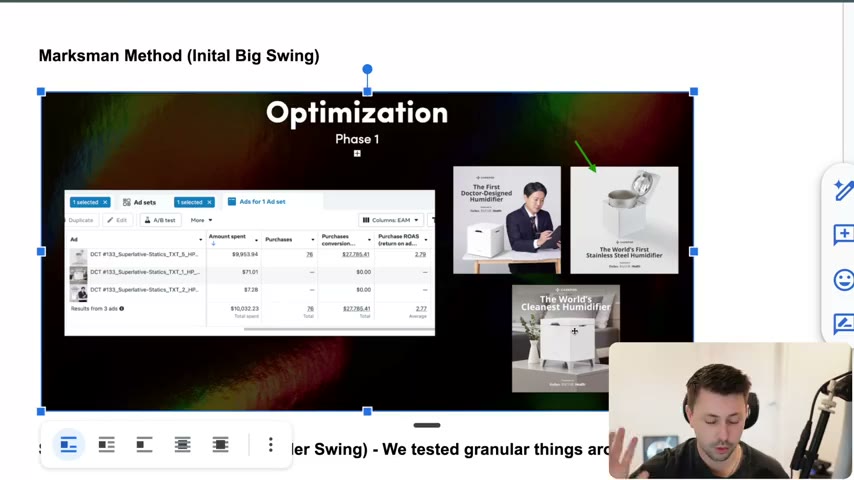 Marksman Method (Inital Big Swing)
Optimization
Phase 1
1 selected
Ad sets
1 selected
Ads for 1 Ad set
Duplicate
Edit
A/B test
More
Columns: EAM
Ad
Amount spent
Purchases
Purchases conversion...
Purchase ROAS (return on ad...
DCT #133_Superlative-Statics_TXT_5_HP...
$9,953.94
76
$27,785.41
2.79
DCT #133_Superlative-Statics_TXT_1_HP_...
$71.01
—
$0.00
—
DCT #133_Superlative-Statics_TXT_2_HP...
$7.28
—
$0.00
—
Results from 3 ads
$10,032.23
76
$27,785.41
2.77
Total spent
Total
Total
Average
The First
Doctor-Designed
Humidifier
The World's First
Stainless Steel Humidifier
The World's
Cleanest Humidifier
ler Swing) - We tested granular things aro